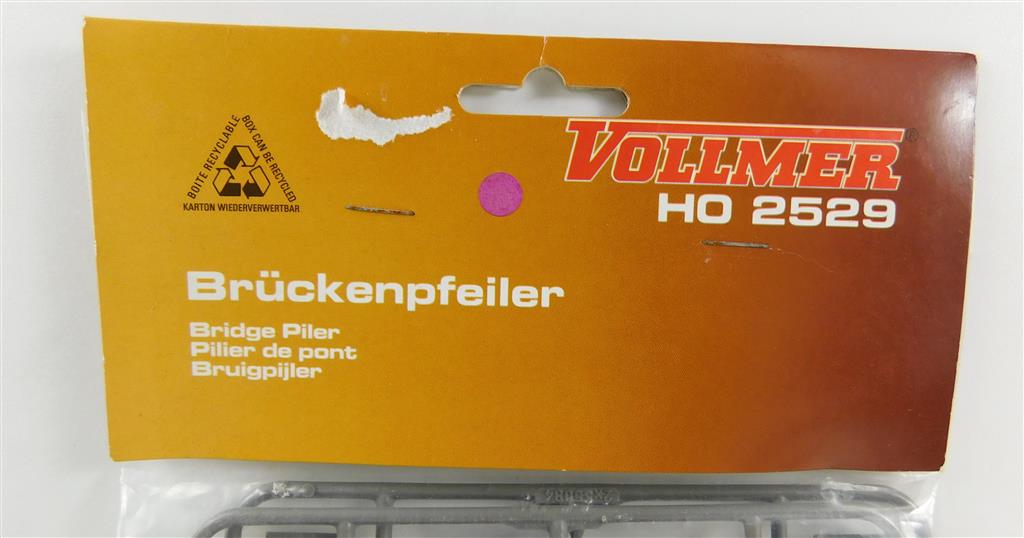 BOITE RECYCLABLE
BOX CAN BE RECYCLED
KARTON WIEDERVERWERTBAR
VOLLMER®
HO 2529
Brückenpfeiler
Bridge Piler
Pilier de pont
Bruigpijler